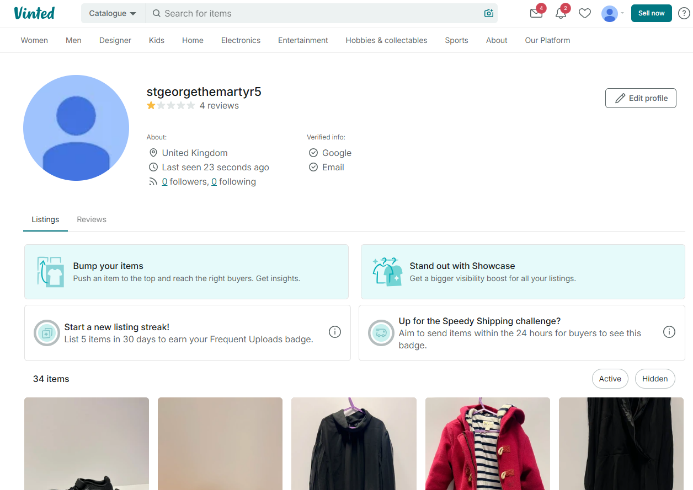 Vinted
Catalogue
Search for items
4
2
Sell now
Women Men Designer Kids Home Electronics Entertainment Hobbies & collectables Sports About Our Platform
stgeorgethemartyr5
4 reviews
Edit profile
About:
United Kingdom
Last seen 23 seconds ago
0 followers, 0 following
Verified info:
Google
Email
Listings Reviews
Bump your items
Push an item to the top and reach the right buyers. Get insights.
Stand out with Showcase
Get a bigger visibility boost for all your listings.
Start a new listing streak!
List 5 items in 30 days to earn your Frequent Uploads badge.
Up for the Speedy Shipping challenge?
Aim to send items within the 24 hours for buyers to see this
badge.
34 items
Active Hidden